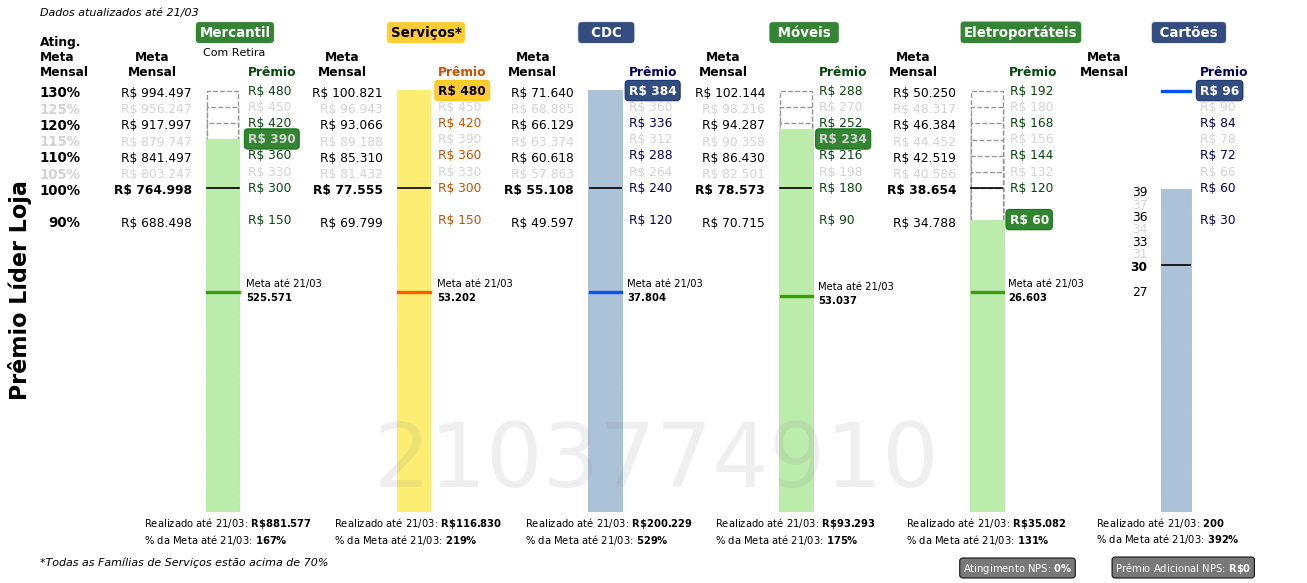 Dados atualizados até 21/03
Mercantil Serviços* CDC Móveis Eletroportáteis Cartões
Com Retira
Ating. Meta Mensal
Meta Mensal Prêmio Meta Mensal Prêmio Meta Mensal Prêmio Meta Mensal Prêmio Meta Mensal Prêmio Meta Mensal Prêmio
130% R$ 994.497 R$ 480 R$ 100.821 R$ 480 R$ 71.640 R$ 384 R$ 102.144 R$ 288 R$ 50.250 R$ 192 R$ 96
125% R$ 956.247 R$ 450 R$ 96.943 R$ 450 R$ 68.885 R$ 360 R$ 98.216 R$ 270 R$ 48.317 R$ 180 R$ 90
120% R$ 917.997 R$ 420 R$ 93.066 R$ 420 R$ 66.129 R$ 336 R$ 94.287 R$ 252 R$ 46.384 R$ 168 R$ 84
115% R$ 879.747 R$ 390 R$ 89.188 R$ 390 R$ 63.374 R$ 312 R$ 90.358 R$ 234 R$ 44.452 R$ 156 R$ 78
110% R$ 841.497 R$ 360 R$ 85.310 R$ 360 R$ 60.618 R$ 288 R$ 86.430 R$ 216 R$ 42.519 R$ 144 R$ 72
105% R$ 803.247 R$ 330 R$ 81.432 R$ 330 R$ 57.863 R$ 264 R$ 82.501 R$ 198 R$ 40.586 R$ 132 R$ 66
100% R$ 764.998 R$ 300 R$ 77.555 R$ 300 R$ 55.108 R$ 240 R$ 78.573 R$ 180 R$ 38.654 R$ 120 39 R$ 60
37
36
90% R$ 688.498 R$ 150 R$ 69.799 R$ 150 R$ 49.597 R$ 120 R$ 70.715 R$ 90 R$ 34.788 R$ 60 R$ 30
34
33
31
30
27
Meta até 21/03 Meta até 21/03 Meta até 21/03 Meta até 21/03 Meta até 21/03
525.571 53.202 37.804 53.037 26.603
Prêmio Líder Loja
2103774910
Realizado até 21/03: R$881.577 Realizado até 21/03: R$116.830 Realizado até 21/03: R$200.229 Realizado até 21/03: R$93.293 Realizado até 21/03: R$35.082 Realizado até 21/03: 200
% da Meta até 21/03: 167% % da Meta até 21/03: 219% % da Meta até 21/03: 529% % da Meta até 21/03: 175% % da Meta até 21/03: 131% % da Meta até 21/03: 392%
*Todas as Famílias de Serviços estão acima de 70% Atingimento NPS: 0% Prêmio Adicional NPS: R$0